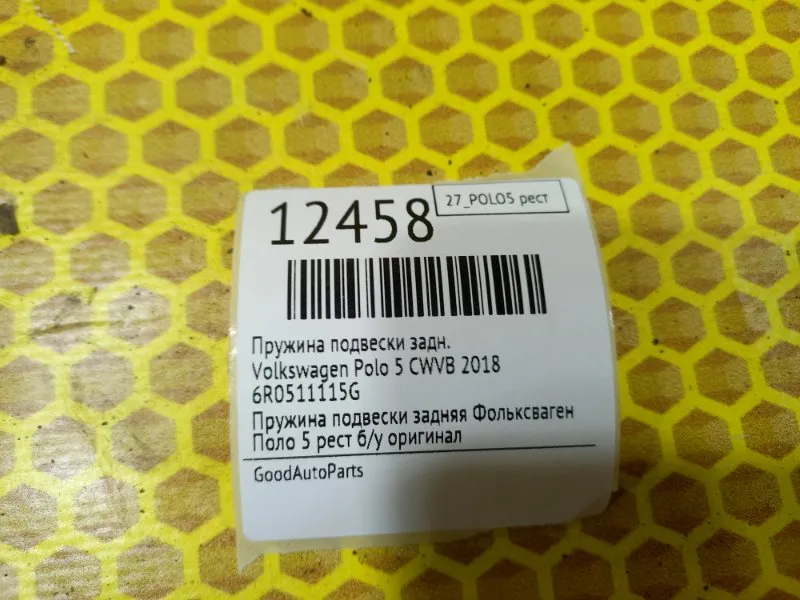 12458
27_POLO5 рест
Пружина подвески задн.
Volkswagen Polo 5 CWVB 2018
6R0511115G
Пружина подвески задняя Фольксваген
Поло 5 рест б/у оригинал
GoodAutoParts